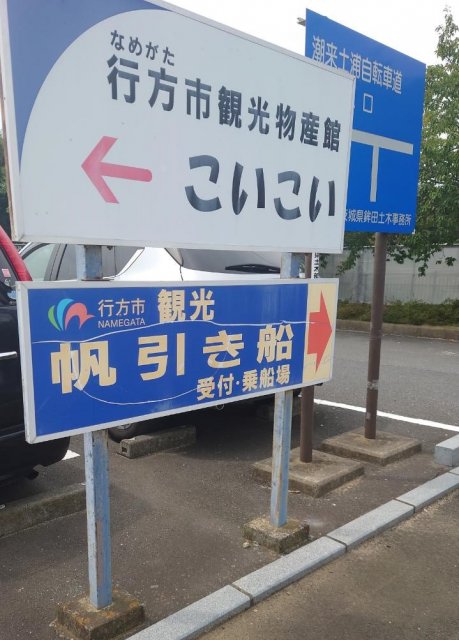 なめがた
行方市観光物産館
こいこい
行方市
NAMEGATA
観光
帆引き船
受付・乗船場
潮来土浦自転車道
茨城県鉾田土木事務所